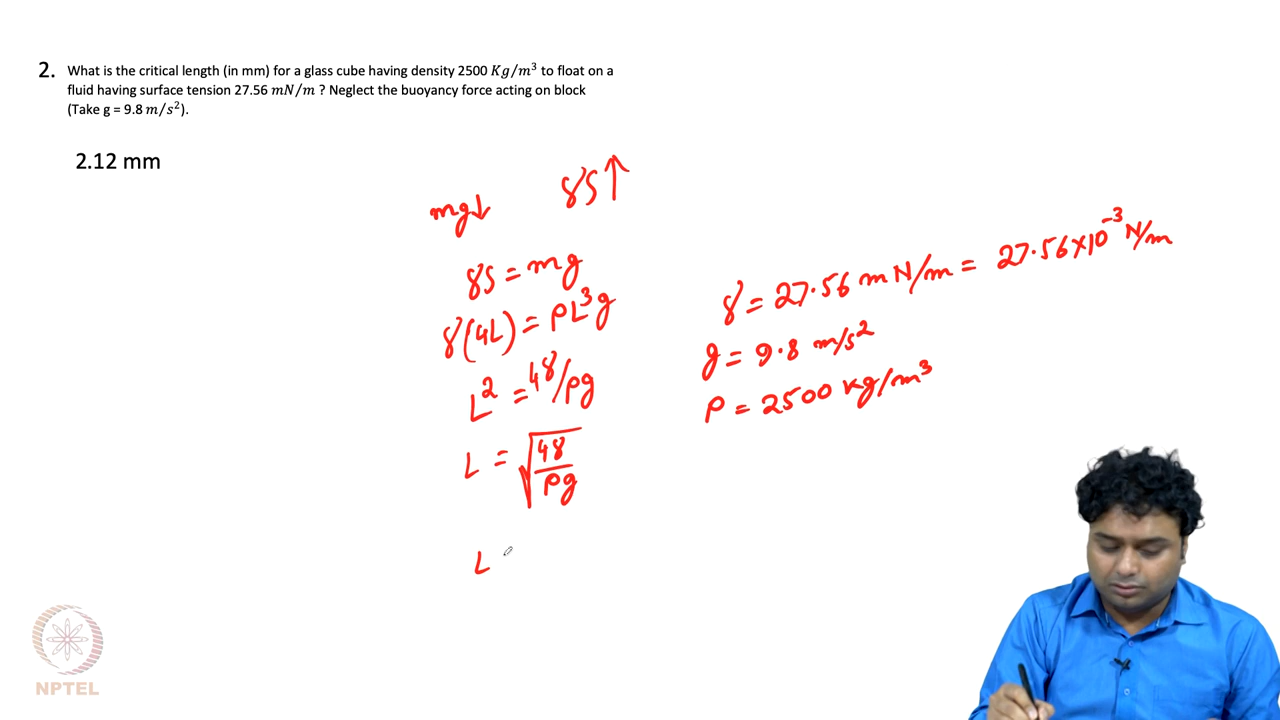 2. What is the critical length (in mm) for a glass cube having density 2500 Kg/m³ to float on a
fluid having surface tension 27.56 mN/m ? Neglect the buoyancy force acting on block
(Take g = 9.8 m/s²).
2.12 mm
mg↓ γS↑
γS = mg
γ(4L) = ρL³g
L² = 4γ/ρg
L = √(4γ/ρg)
L
γ = 27.56 mN/m = 27.56×10⁻³ N/m
g = 9.8 m/s²
ρ = 2500 kg/m³
NPTEL